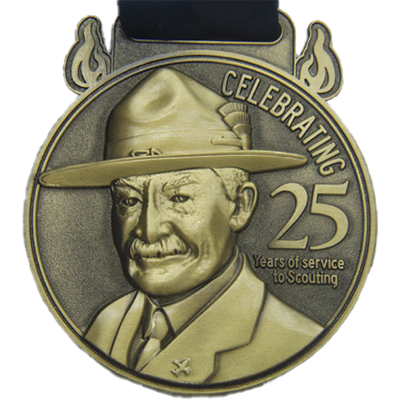 CELEBRATING
25
Years of service
to Scouting